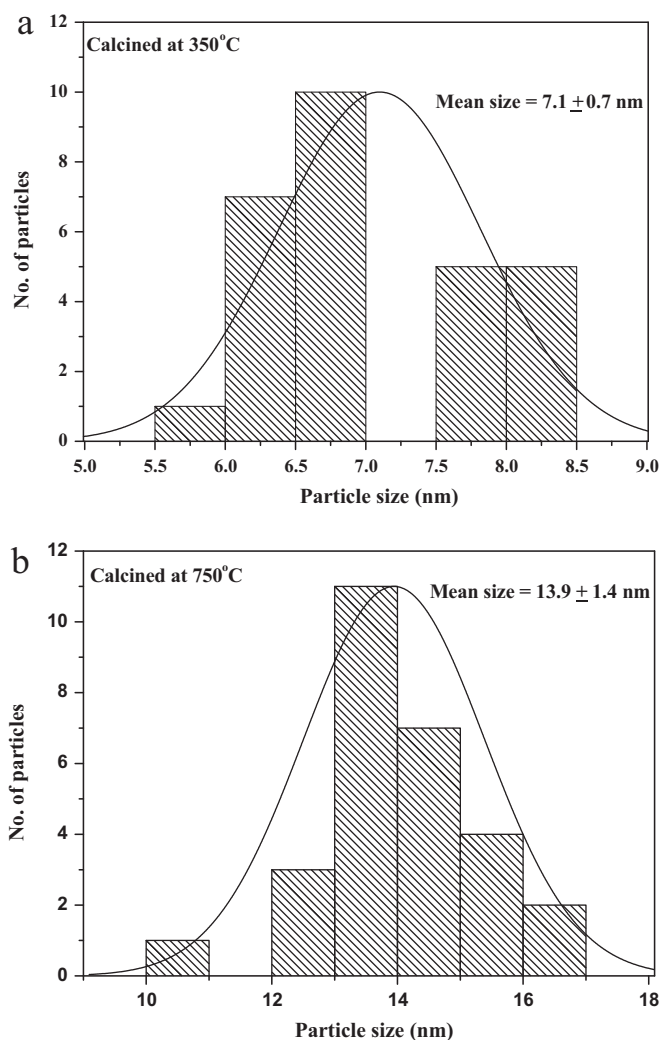 a
12
Calcined at 350°C
10
Mean size = 7.1 ± 0.7 nm
8
6
4
2
0
No. of particles
5.0 5.5 6.0 6.5 7.0 7.5 8.0 8.5 9.0
Particle size (nm)
b
12
Calcined at 750°C
Mean size = 13.9 ± 1.4 nm
10
8
6
4
2
0
No. of particles
10 12 14 16 18
Particle size (nm)